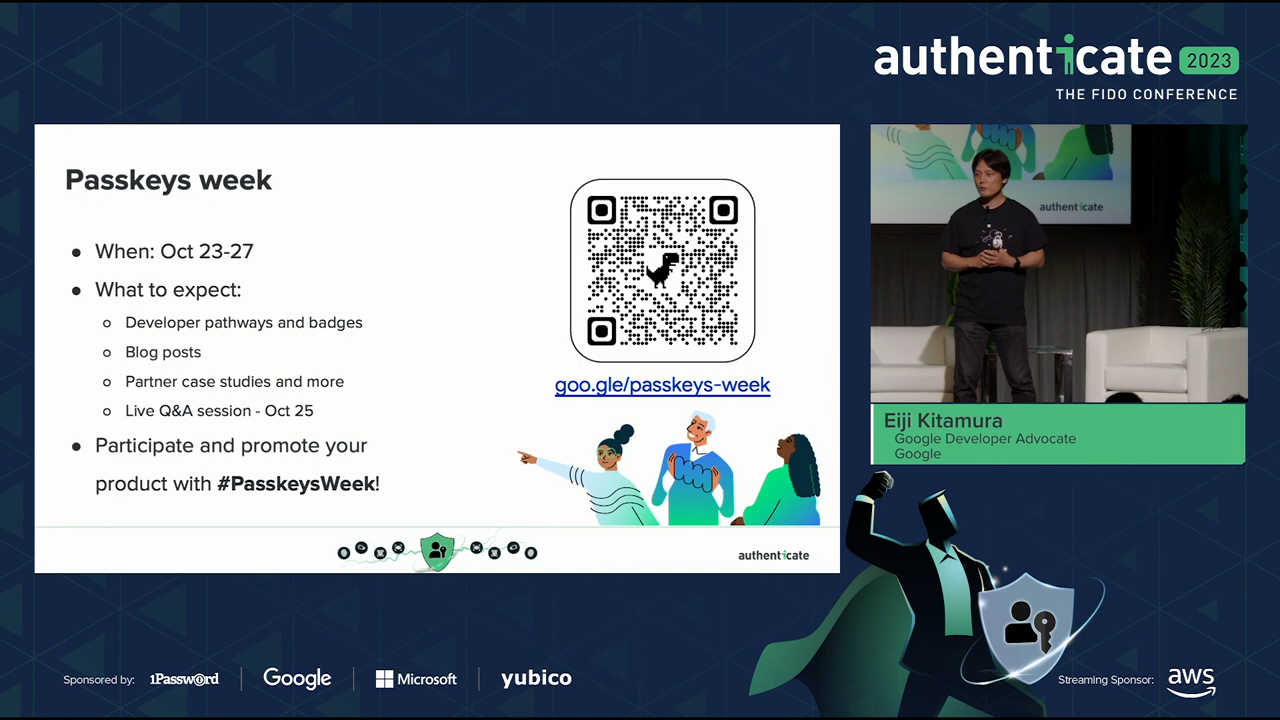 authenticate 2023
THE FIDO CONFERENCE
Passkeys week
When: Oct 23-27
What to expect:
Developer pathways and badges
Blog posts
Partner case studies and more
Live Q&A session - Oct 25
Participate and promote your
product with #PasskeysWeek!
goo.gle/passkeys-week
authenticate
authenticate
Eiji Kitamura
Google Developer Advocate
Google
Sponsored by: 1Password Google Microsoft yubico
Streaming Sponsor: aws